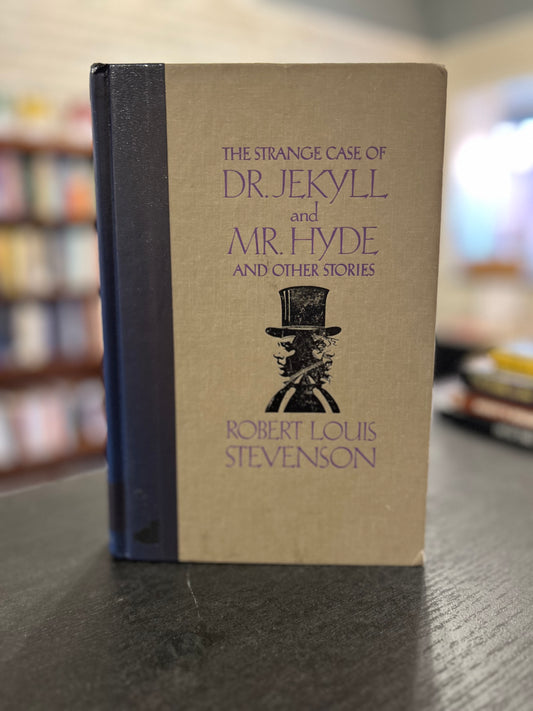 THE STRANGE CASE OF
DR. JEKYLL
and
MR. HYDE
AND OTHER STORIES
ROBERT LOUIS
STEVENSON